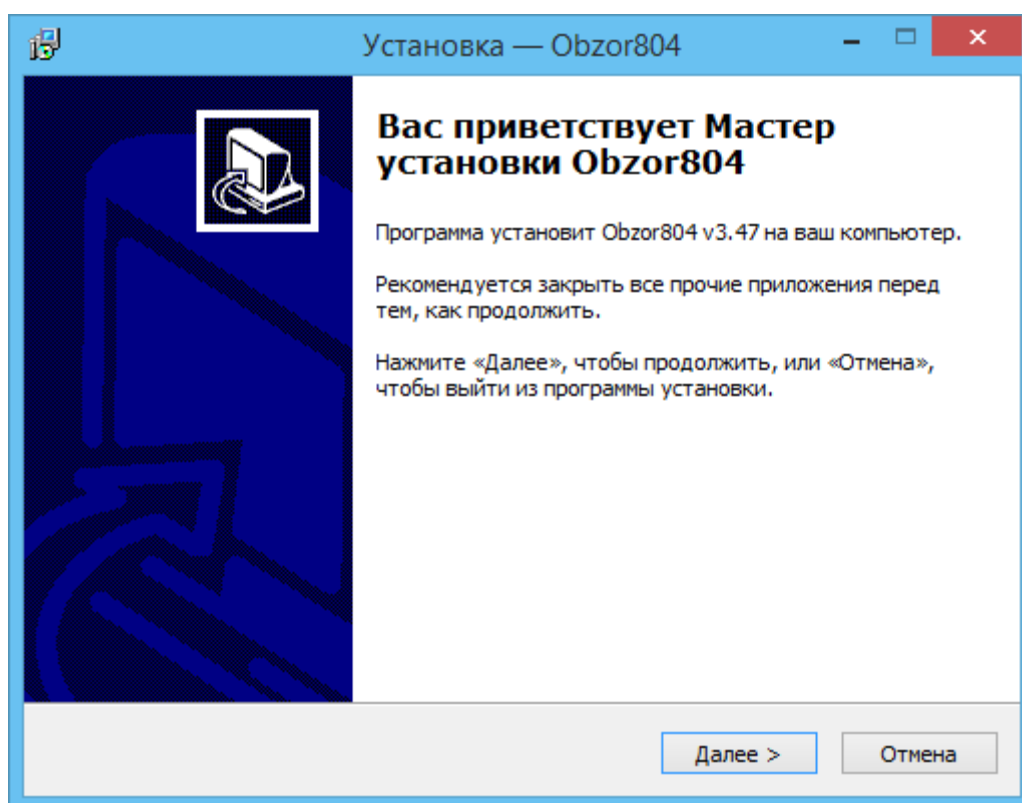 Установка — Obzor804
Вас приветствует Мастер
установки Obzor804
Программа установит Obzor804 v3.47 на ваш компьютер.
Рекомендуется закрыть все прочие приложения перед
тем, как продолжить.
Нажмите «Далее», чтобы продолжить, или «Отмена»,
чтобы выйти из программы установки.
Далее >
Отмена